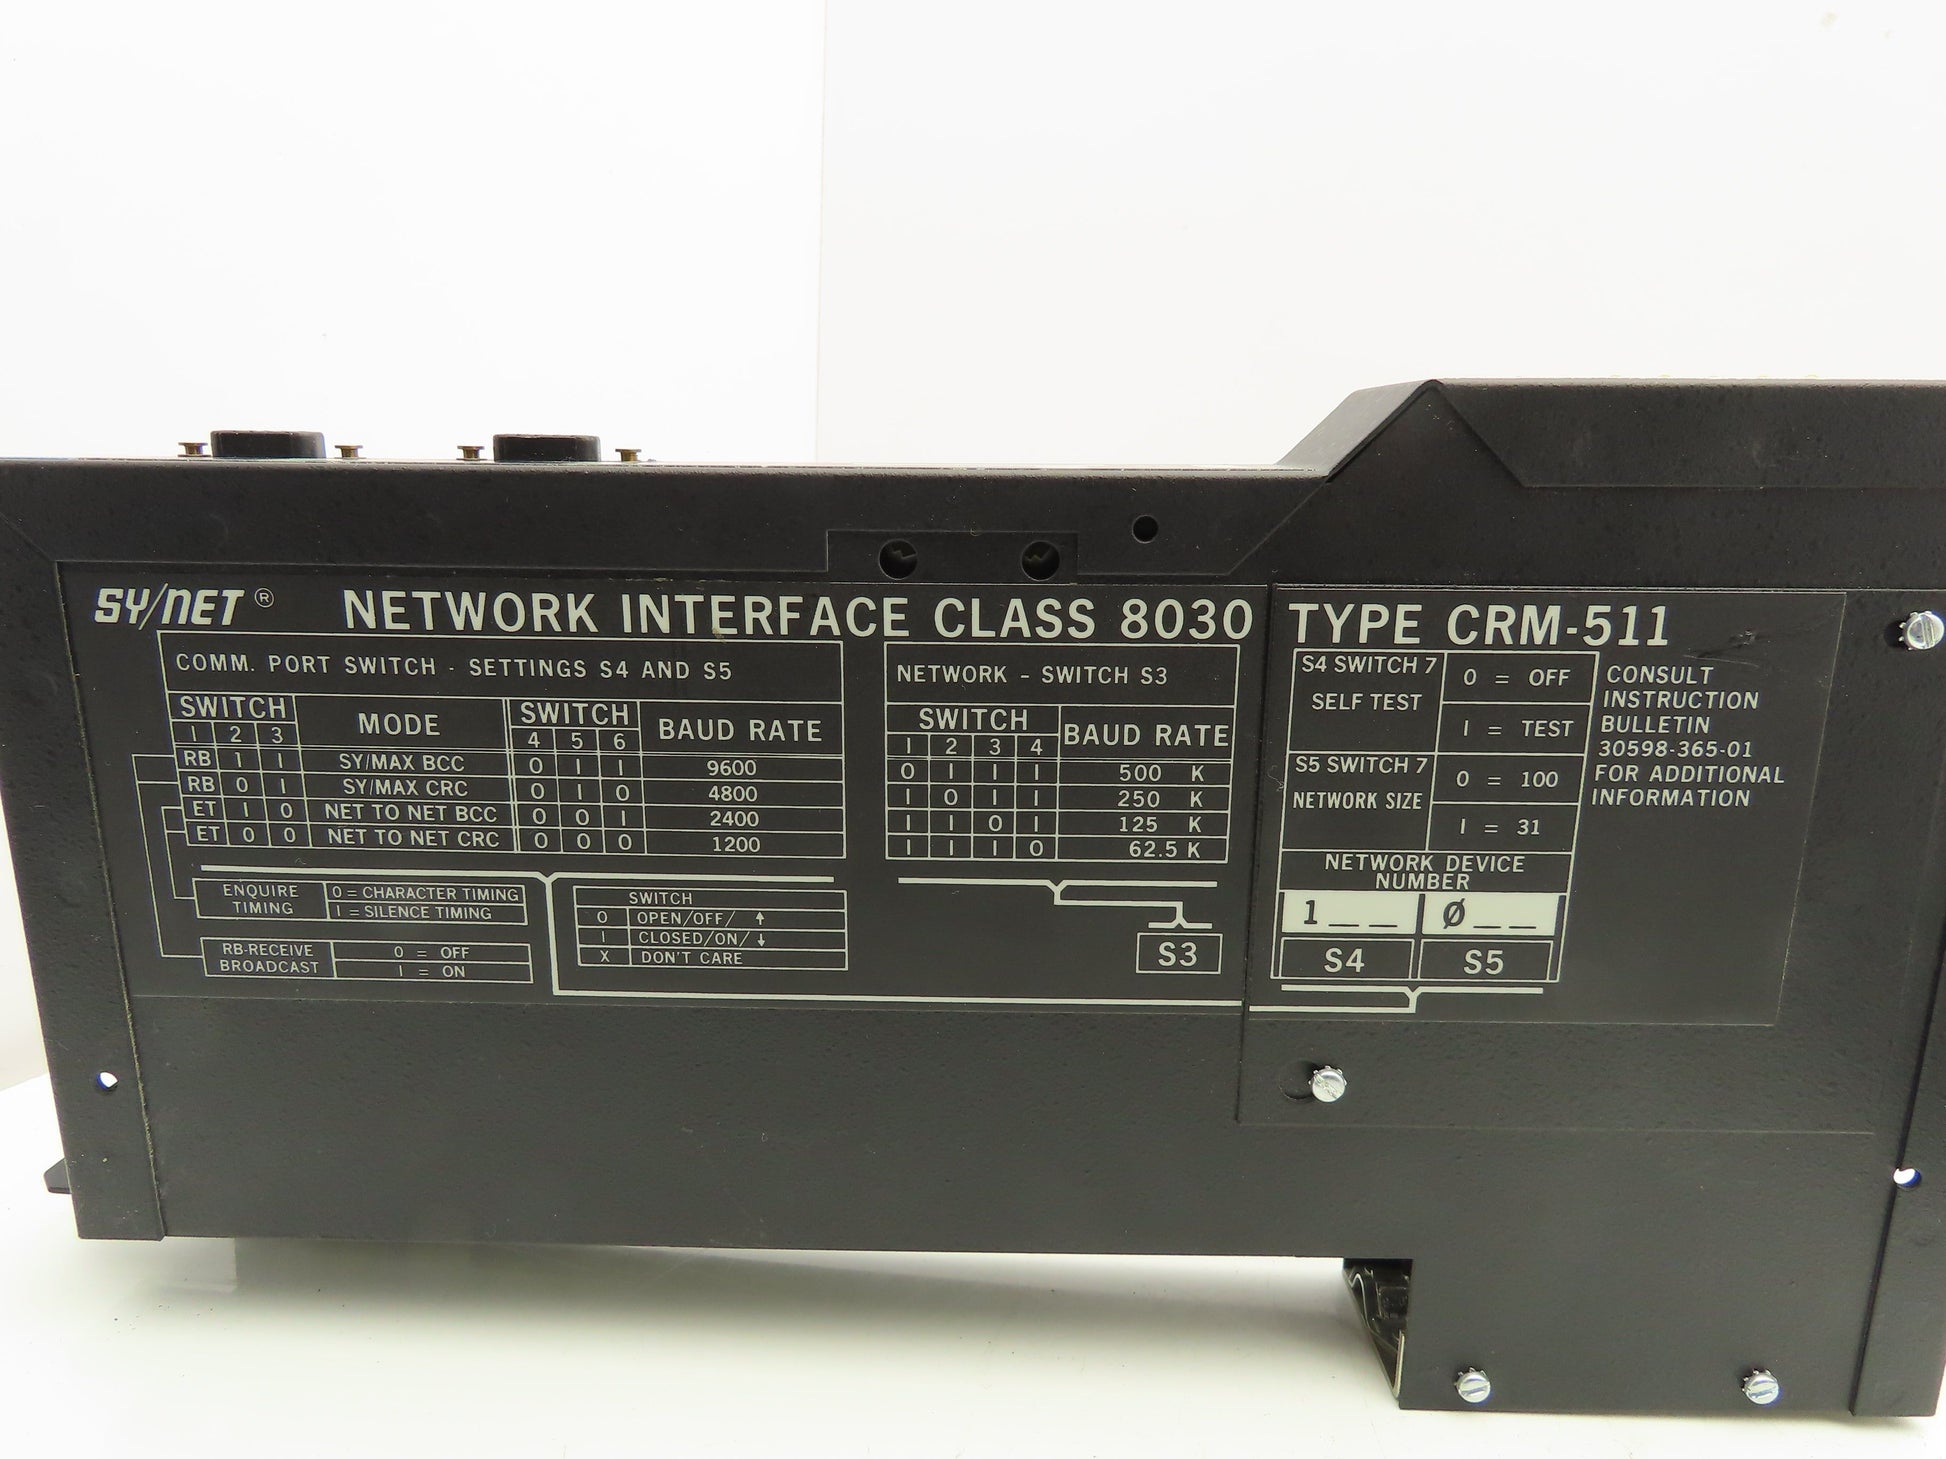 SY/NET ® NETWORK INTERFACE CLASS 8030 TYPE CRM-511
COMM. PORT SWITCH - SETTINGS S4 AND S5
SWITCH MODE SWITCH BAUD RATE
1 2 3 4 5 6
RB 1 1 SY/MAX BCC 0 1 1 9600
RB 0 1 SY/MAX CRC 0 1 0 4800
ET 1 0 NET TO NET BCC 0 0 1 2400
ET 0 0 NET TO NET CRC 0 0 0 1200
ENQUIRE TIMING 0 = CHARACTER TIMING
1 = SILENCE TIMING
RB-RECEIVE BROADCAST 0 = OFF
1 = ON
SWITCH
0 OPEN/OFF/ ↑
1 CLOSED/ON/ ↓
X DON'T CARE
NETWORK - SWITCH S3
SWITCH BAUD RATE
1 2 3 4
0 1 1 1 500 K
1 0 1 1 250 K
1 1 0 1 125 K
1 1 1 0 62.5 K
S3
S4 SWITCH 7
SELF TEST
0 = OFF
1 = TEST
S5 SWITCH 7
NETWORK SIZE
0 = 100
1 = 31
NETWORK DEVICE
NUMBER
1 _ _ Ø _ _
S4 S5
CONSULT
INSTRUCTION
BULLETIN
30598-365-01
FOR ADDITIONAL
INFORMATION